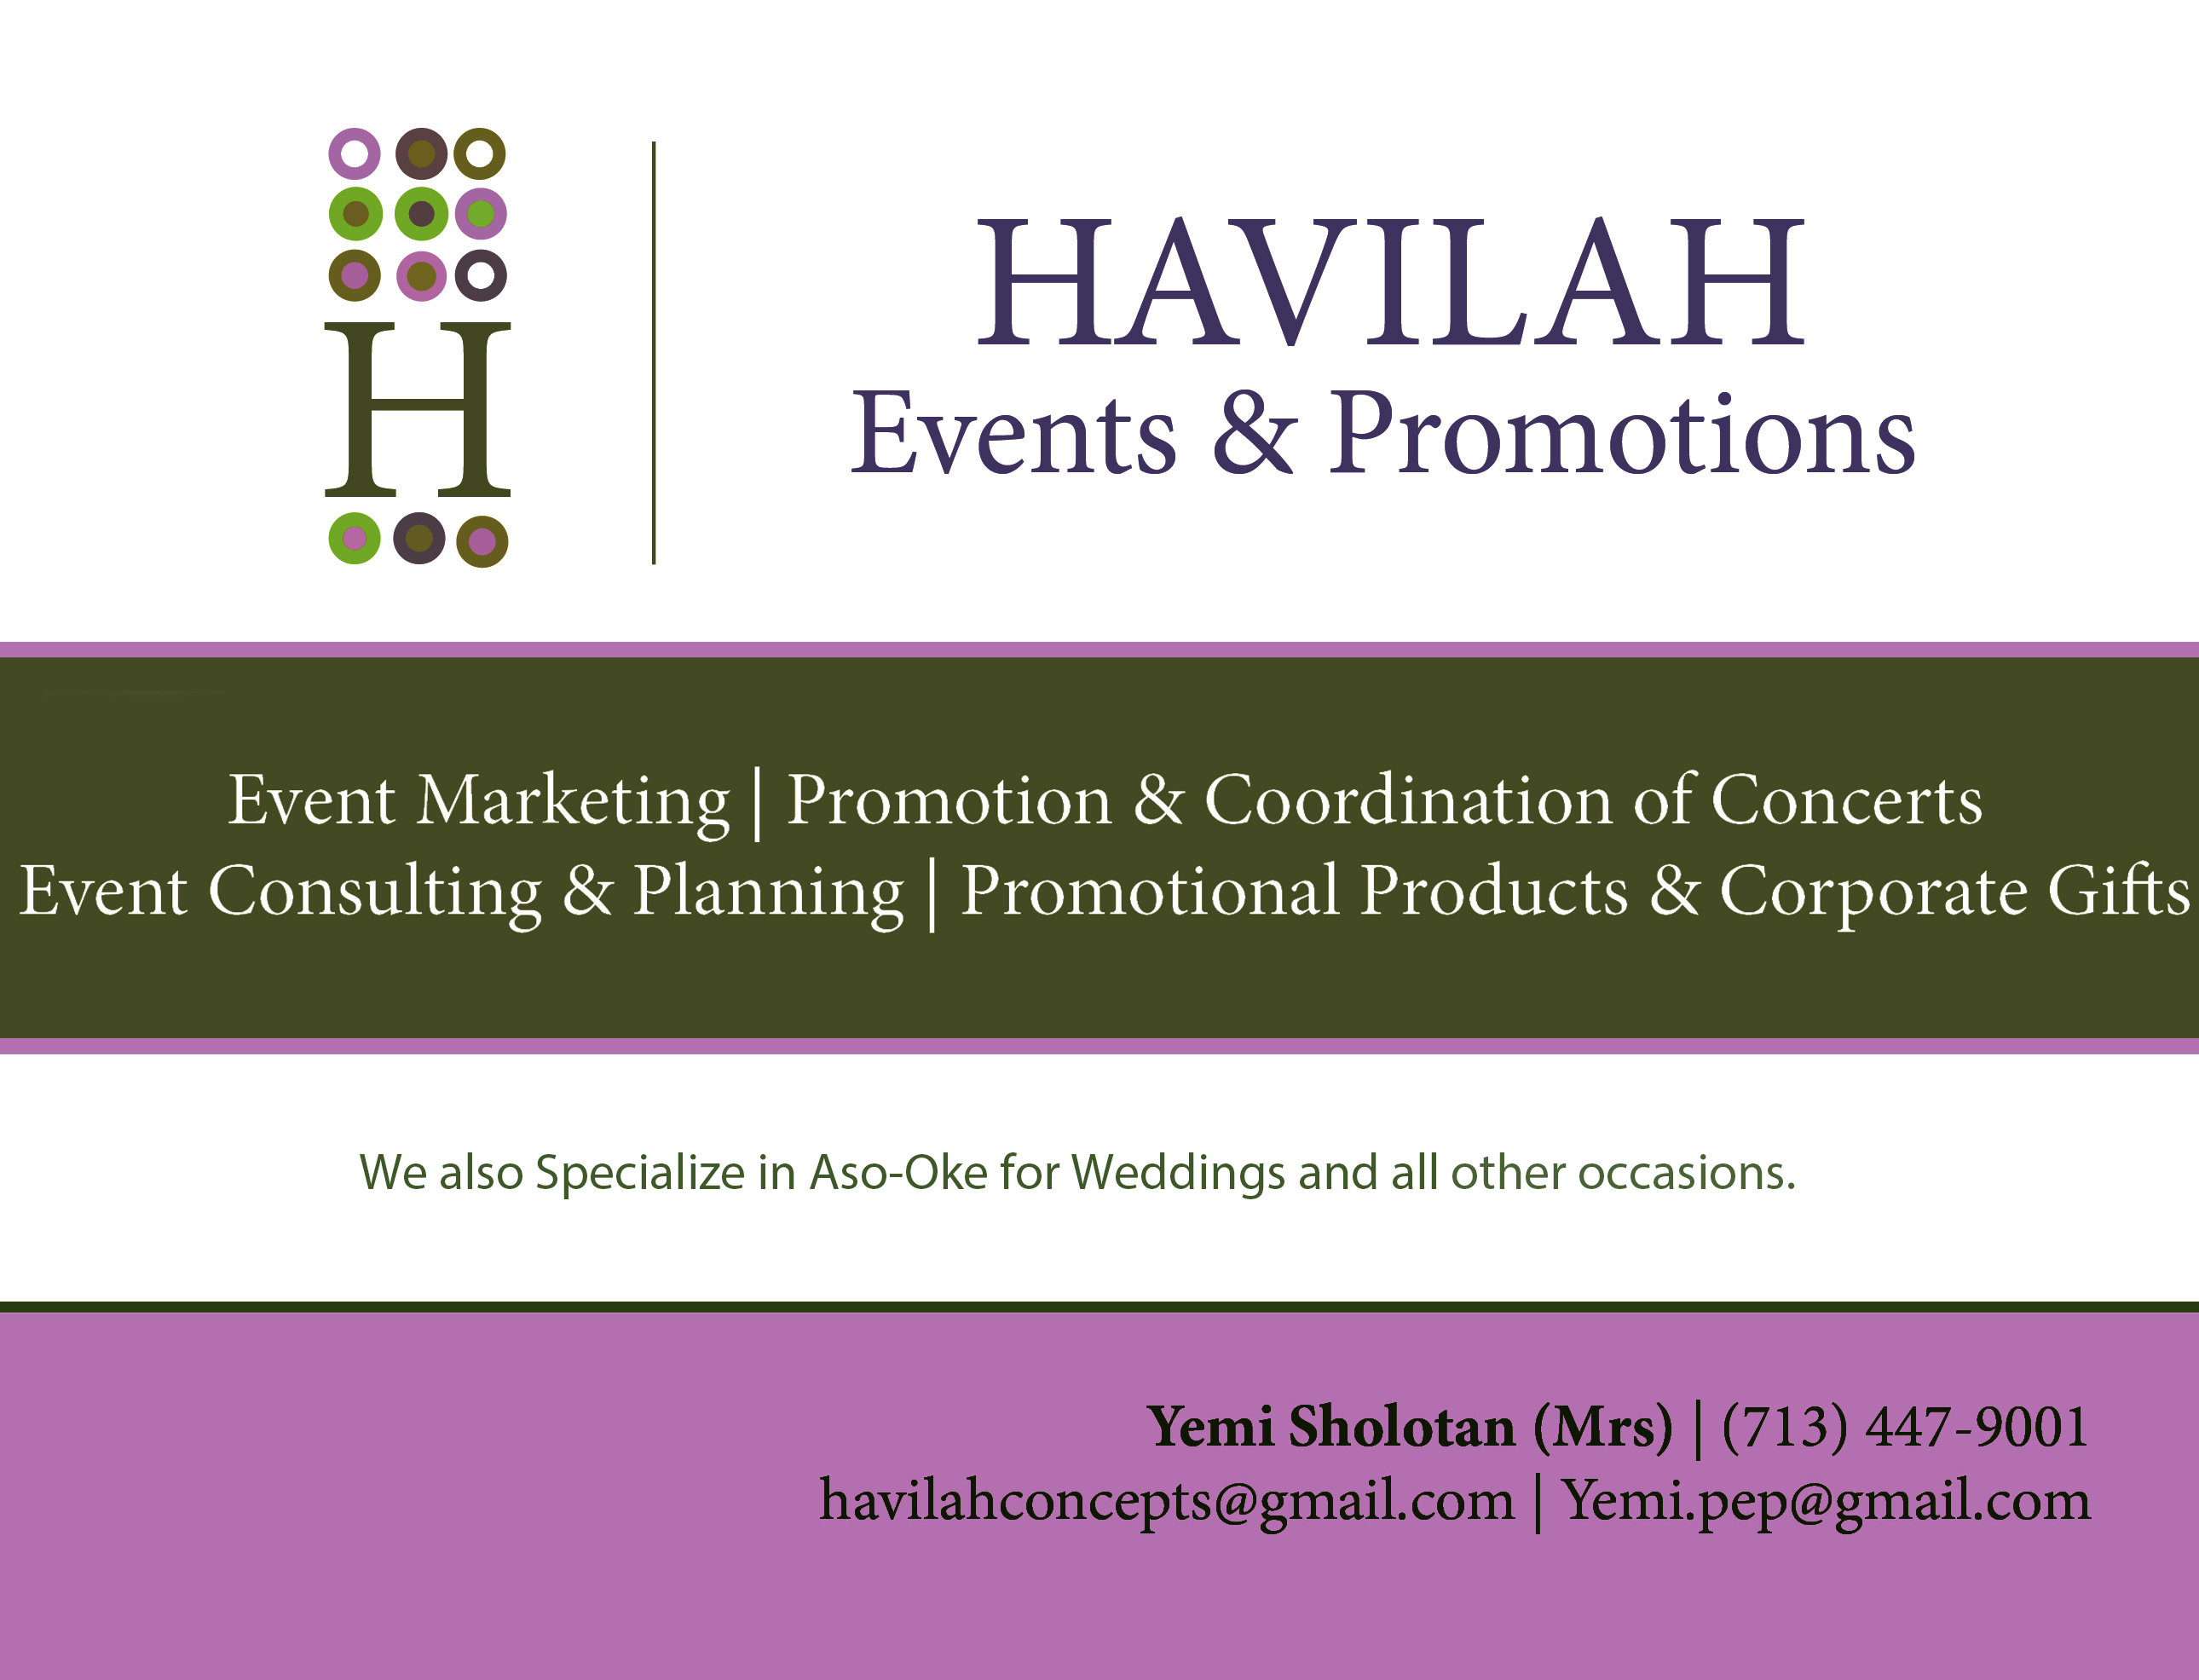 H
HAVILAH
Events & Promotions
Event Marketing | Promotion & Coordination of Concerts
Event Consulting & Planning | Promotional Products & Corporate Gifts
We also Specialize in Aso-Oke for Weddings and all other occasions.
Yemi Sholotan (Mrs) | (713) 447-9001
havilahconcepts@gmail.com | Yemi.pep@gmail.com